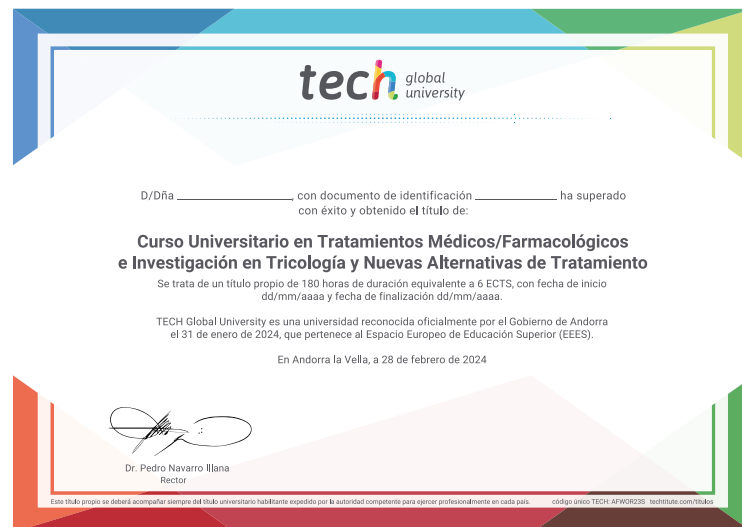 tech global university
D/Dña ______________, con documento de identificación ______________ ha superado
con éxito y obtenido el título de:
Curso Universitario en Tratamientos Médicos/Farmacológicos
e Investigación en Tricología y Nuevas Alternativas de Tratamiento
Se trata de un título propio de 180 horas de duración equivalente a 6 ECTS, con fecha de inicio
dd/mm/aaaa y fecha de finalización dd/mm/aaaa.
TECH Global University es una universidad reconocida oficialmente por el Gobierno de Andorra
el 31 de enero de 2024, que pertenece al Espacio Europeo de Educación Superior (EEES).
En Andorra la Vella, a 28 de febrero de 2024
Dr. Pedro Navarro Illana
Rector
Este título propio se deberá acompañar siempre del título universitario habilitante expedido por la autoridad competente para ejercer profesionalmente en cada país. código único TECH: AFWOR23S techtitute.com/titulos